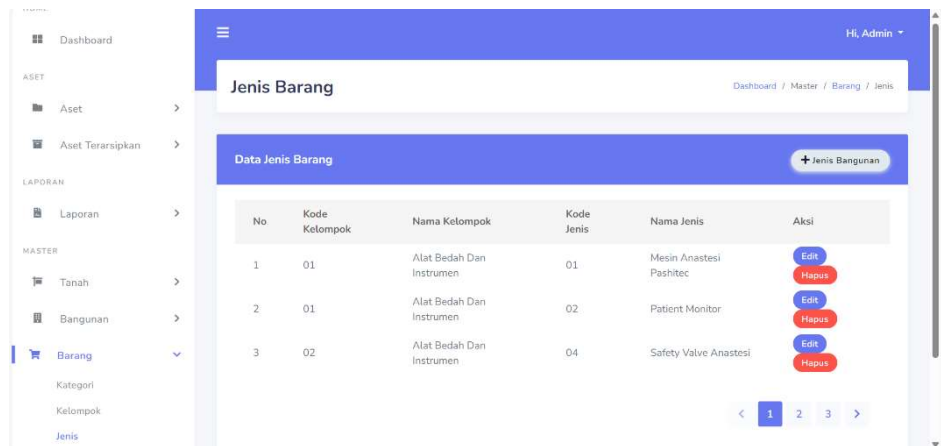 Dashboard
ASET
Aset
Aset Terarsipkan
LAPORAN
Laporan
MASTER
Tanah
Bangunan
Barang
Kategori
Kelompok
Jenis
Hi, Admin
Jenis Barang
Dashboard / Master / Barang / Jenis
Data Jenis Barang
+ Jenis Bangunan
No Kode Kelompok Nama Kelompok Kode Jenis Nama Jenis Aksi
1 01 Alat Bedah Dan Instrumen 01 Mesin Anastesi Pashitec Edit Hapus
2 01 Alat Bedah Dan Instrumen 02 Patient Monitor Edit Hapus
3 02 Alat Bedah Dan Instrumen 04 Safety Valve Anastesi Edit Hapus
< 1 2 3 >